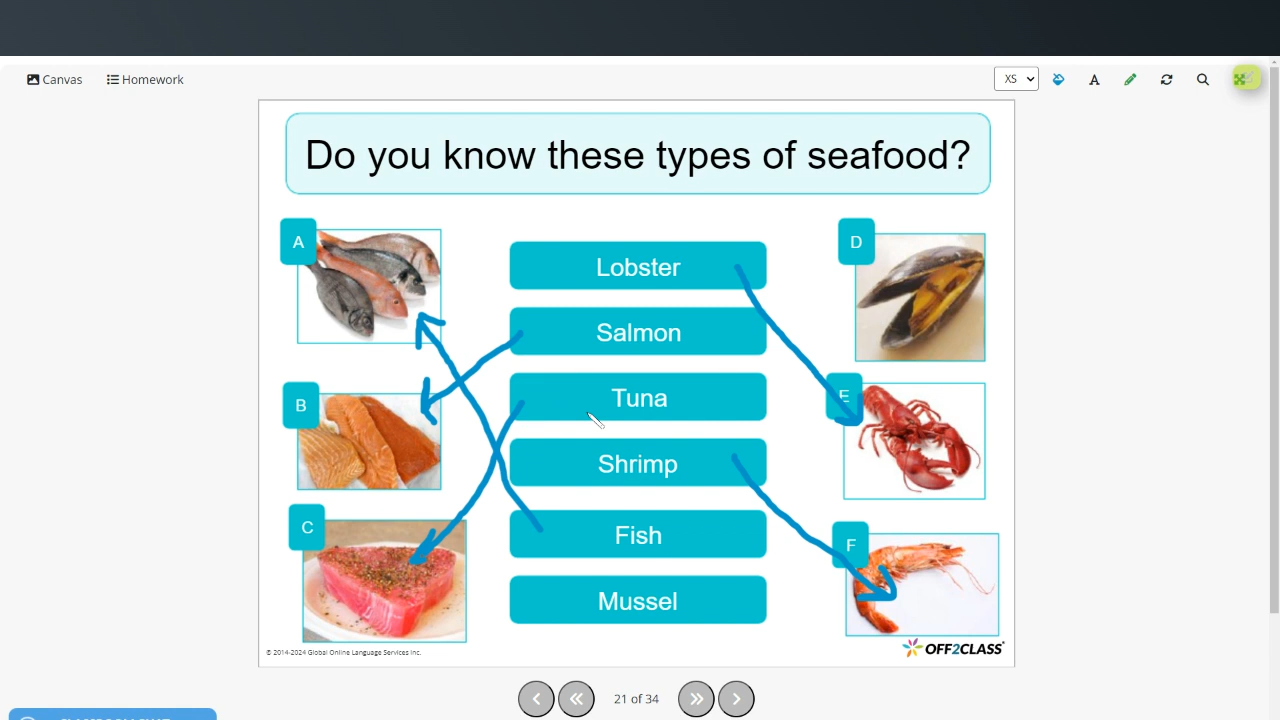 Canvas
Homework
XS
A
Do you know these types of seafood?
A
B
C
Lobster
Salmon
Tuna
Shrimp
Fish
Mussel
D
E
F
© 2014-2024 Global Online Language Services Inc.
OFF2CLASS
21 of 34